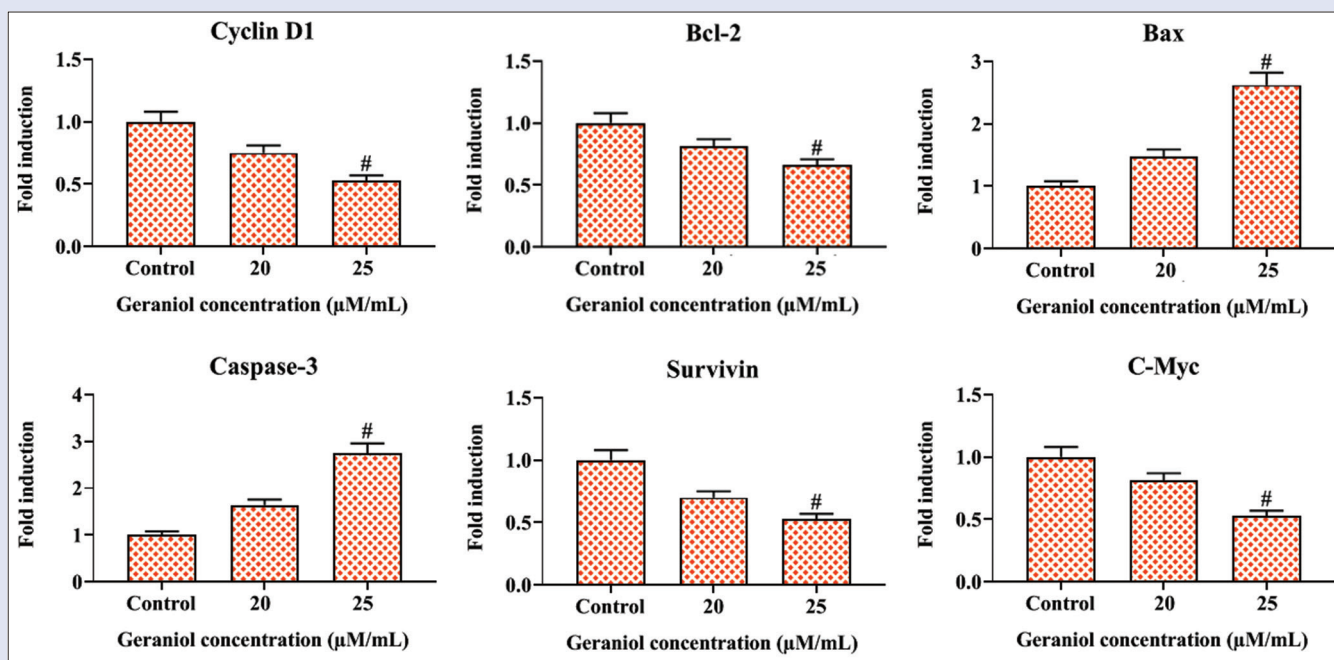 Cyclin D1
1.5
1.0
0.5
0.0
Fold induction
#
Control 20 25
Geraniol concentration (µM/mL)
Bcl-2
1.5
1.0
0.5
0.0
Fold induction
#
Control 20 25
Geraniol concentration (µM/mL)
Bax
3
2
1
0
Fold induction
#
Control 20 25
Geraniol concentration (µM/mL)
Caspase-3
4
3
2
1
0
Fold induction
#
Control 20 25
Geraniol concentration (µM/mL)
Survivin
1.5
1.0
0.5
0.0
Fold induction
#
Control 20 25
Geraniol concentration (µM/mL)
C-Myc
1.5
1.0
0.5
0.0
Fold induction
#
Control 20 25
Geraniol concentration (µM/mL)